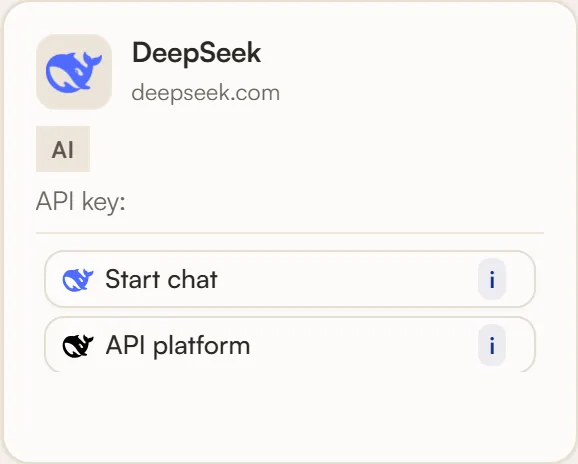 DeepSeek
deepseek.com
AI
API key:
Start chat i
API platform i